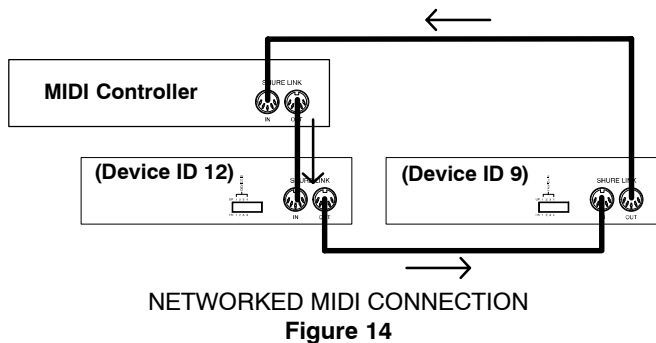 MIDI Controller
SHURE LINK
IN
OUT
(Device ID 12)
SHURE LINK
IN
OUT
(Device ID 9)
SHURE LINK
OUT
NETWORKED MIDI CONNECTION
Figure 14